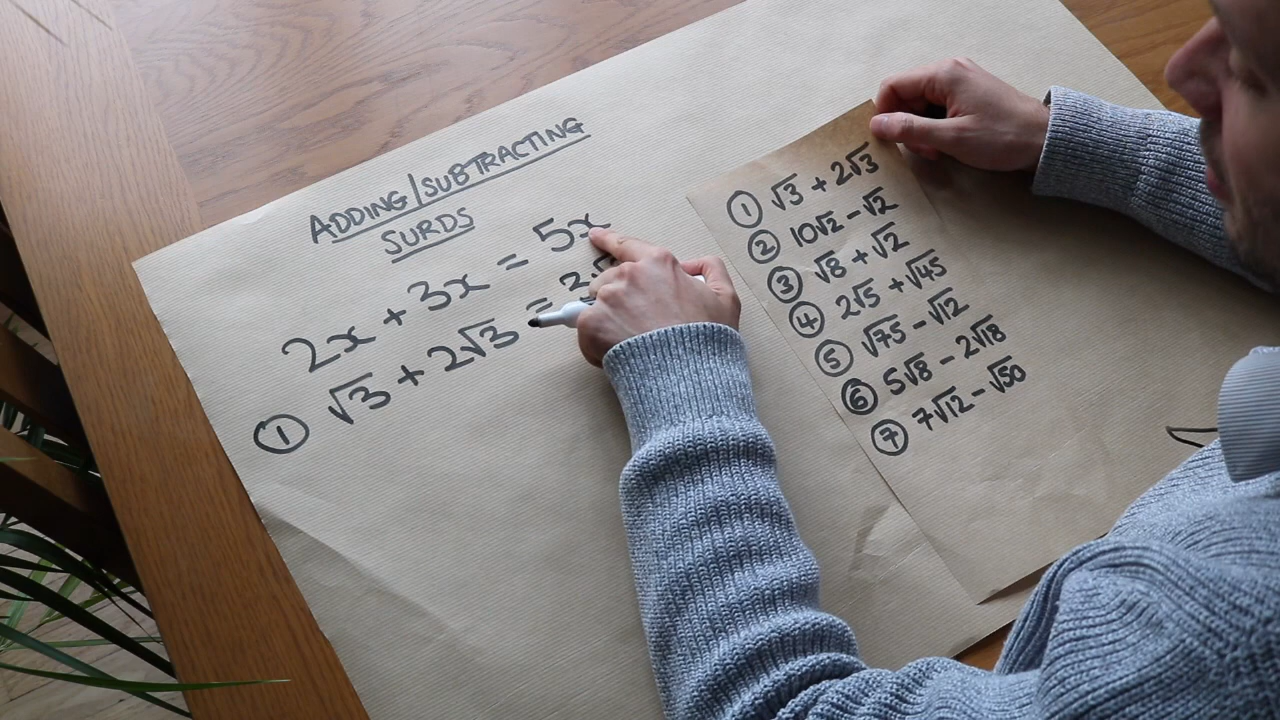 ADDING/SUBTRACTING
SURDS
2x + 3x = 5x
① √3 + 2√3 = 3√
① √3 + 2√3
② 10√2 - √2
③ √8 + √2
④ 2√5 + √45
⑤ √75 - √12
⑥ 5√8 - 2√18
⑦ 7√12 - √50